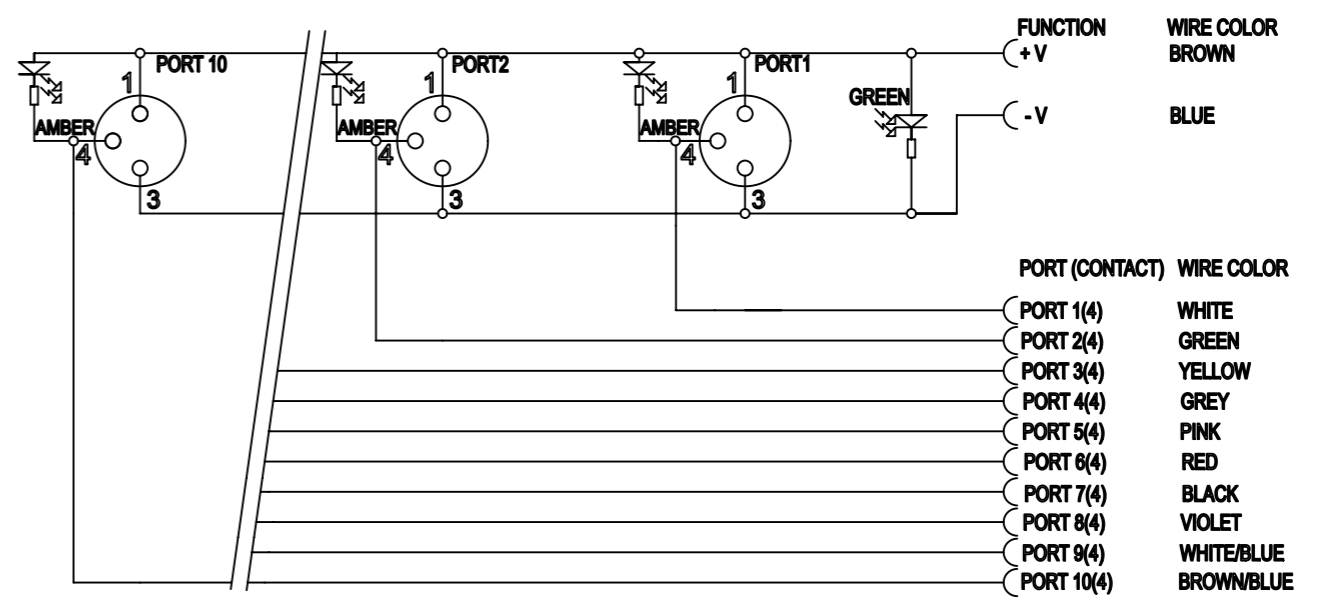 FUNCTION WIRE COLOR
+ V BROWN
PORT 10 PORT2 PORT1
1 1 1
GREEN
- V BLUE
AMBER AMBER AMBER
4 4 4
3 3 3
PORT (CONTACT) WIRE COLOR
PORT 1(4) WHITE
PORT 2(4) GREEN
PORT 3(4) YELLOW
PORT 4(4) GREY
PORT 5(4) PINK
PORT 6(4) RED
PORT 7(4) BLACK
PORT 8(4) VIOLET
PORT 9(4) WHITE/BLUE
PORT 10(4) BROWN/BLUE